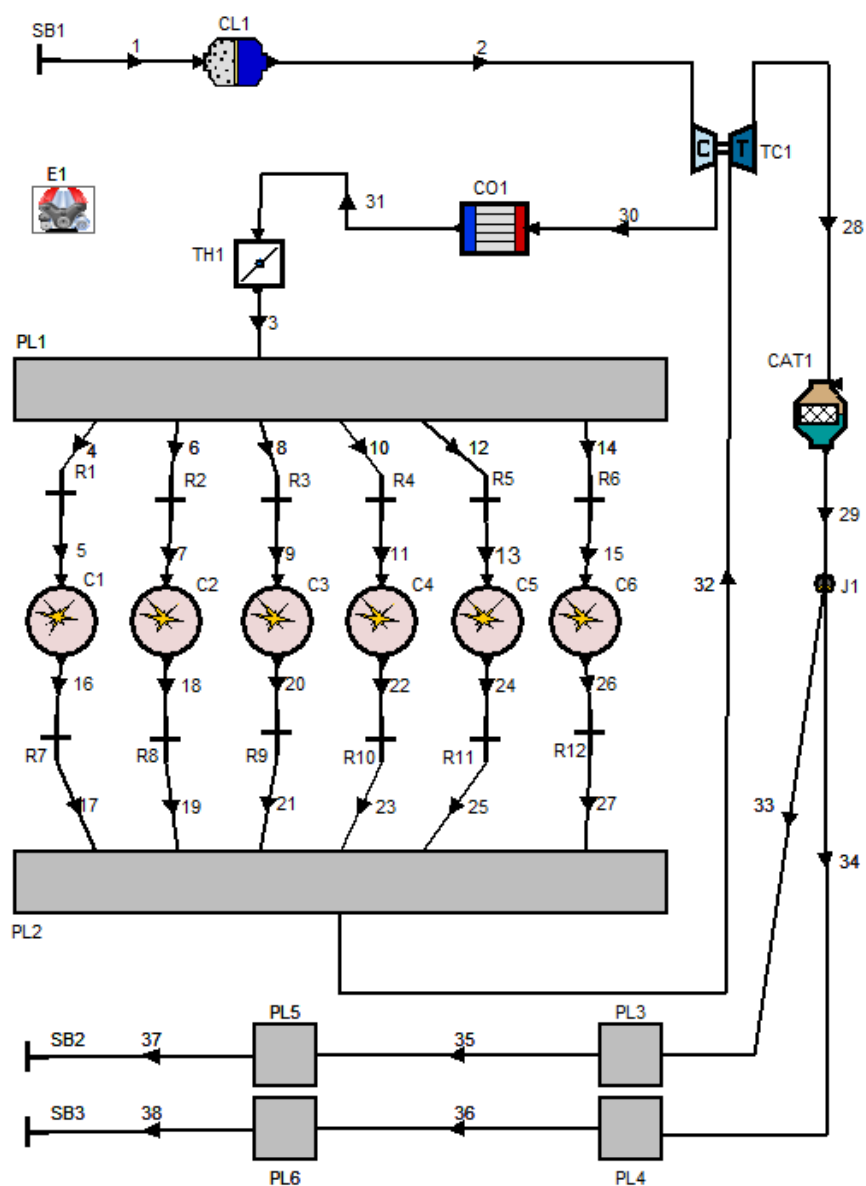 SB1 1 CL1 2
C T TC1
E1 31 CO1 30 28
TH1
3
PL1 CAT1
4 6 8 10 12 14
R1 R2 R3 R4 R5 R6
29
5 7 9 11 13 15
C1 C2 C3 C4 C5 C6 32 J1
16 18 20 22 24 26
R7 R8 R9 R10 R11 R12
17 19 21 23 25 27 33
34
PL2
PL5 PL3
SB2 37 35
SB3 38 36
PL6 PL4